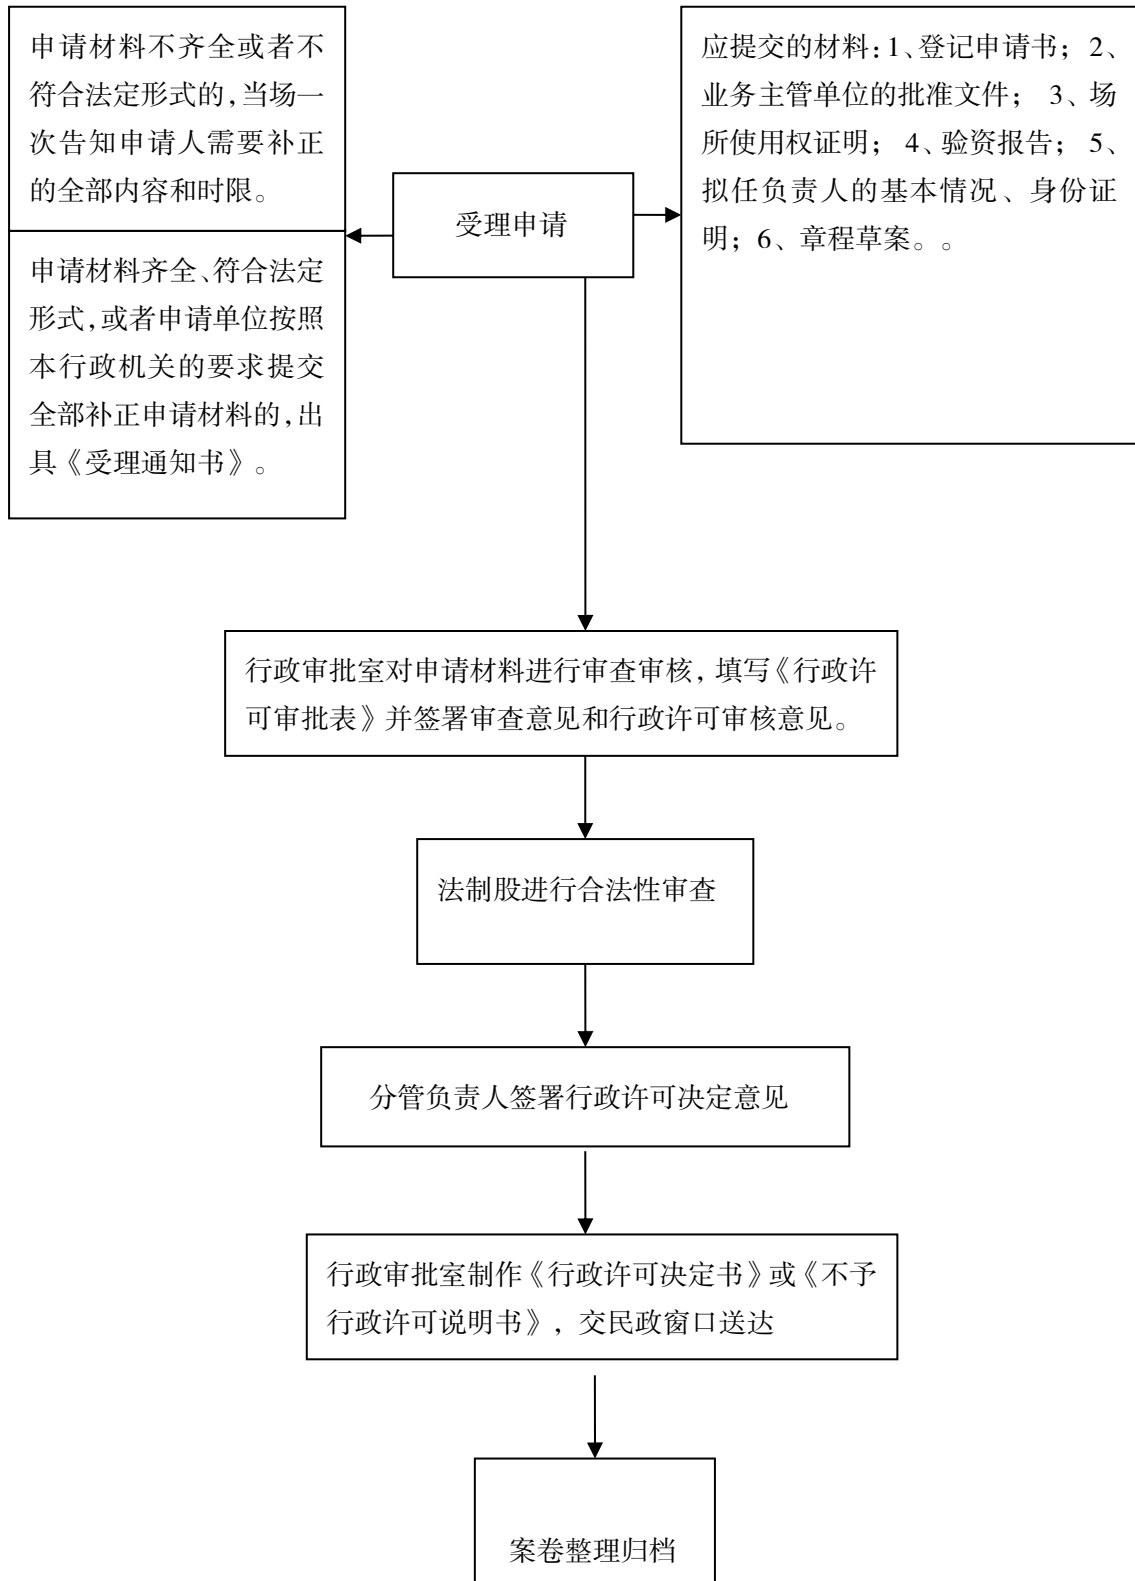 申请材料不齐全或者不
符合法定形式的，当场一
次告知申请人需要补正
的全部内容和时限。
申请材料齐全、符合法定
形式，或者申请单位按照
本行政机关的要求提交
全部补正申请材料的，出
具《受理通知书》。
受理申请
应提交的材料：1、登记申请书； 2、
业务主管单位的批准文件； 3、场
所使用权证明； 4、验资报告； 5、
拟任负责人的基本情况、身份证
明；6、章程草案。。
行政审批室对申请材料进行审查审核，填写《行政许
可审批表》并签署审查意见和行政许可审核意见。
法制股进行合法性审查
分管负责人签署行政许可决定意见
行政审批室制作《行政许可决定书》或《不予
行政许可说明书》，交民政窗口送达
案卷整理归档